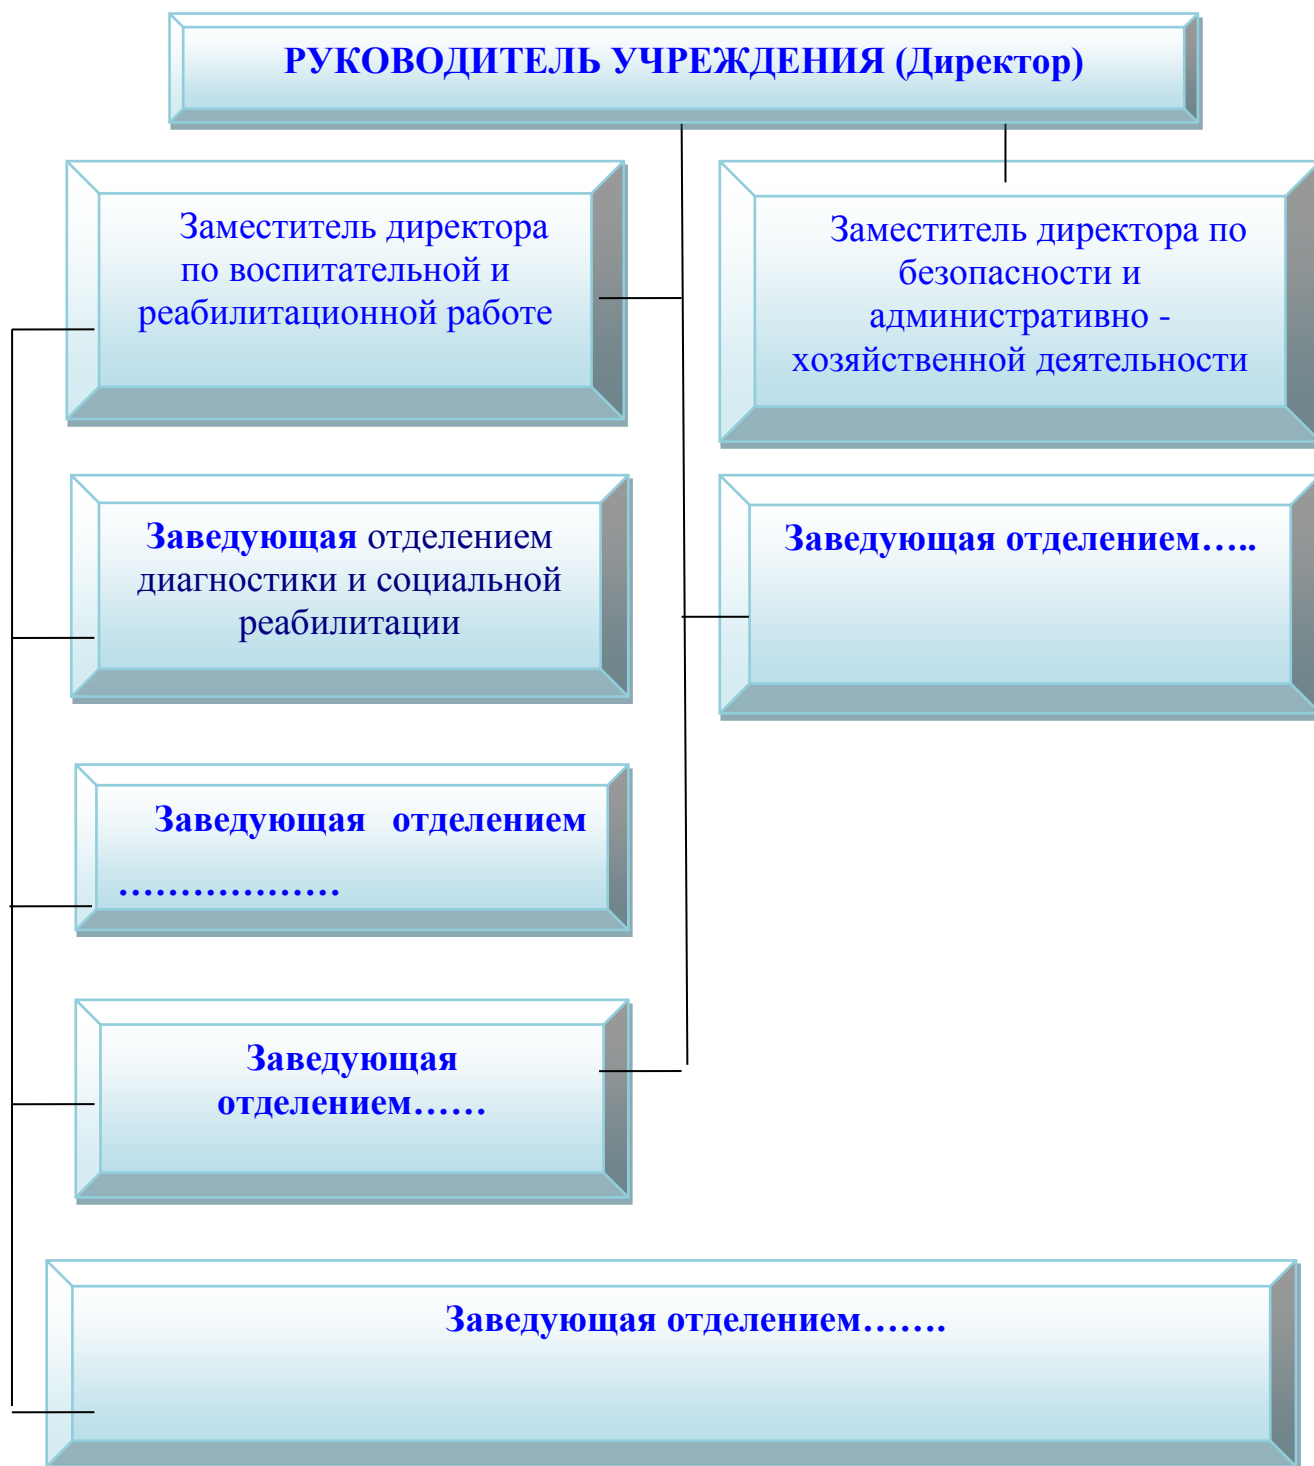 РУКОВОДИТЕЛЬ УЧРЕЖДЕНИЯ (Директор)
Заместитель директора
по воспитательной и
реабилитационной работе
Заместитель директора по
безопасности и
административно -
хозяйственной деятельности
Заведующая отделением
диагностики и социальной
реабилитации
Заведующая отделением…..
Заведующая отделением
………………
Заведующая
отделением……
Заведующая отделением…….